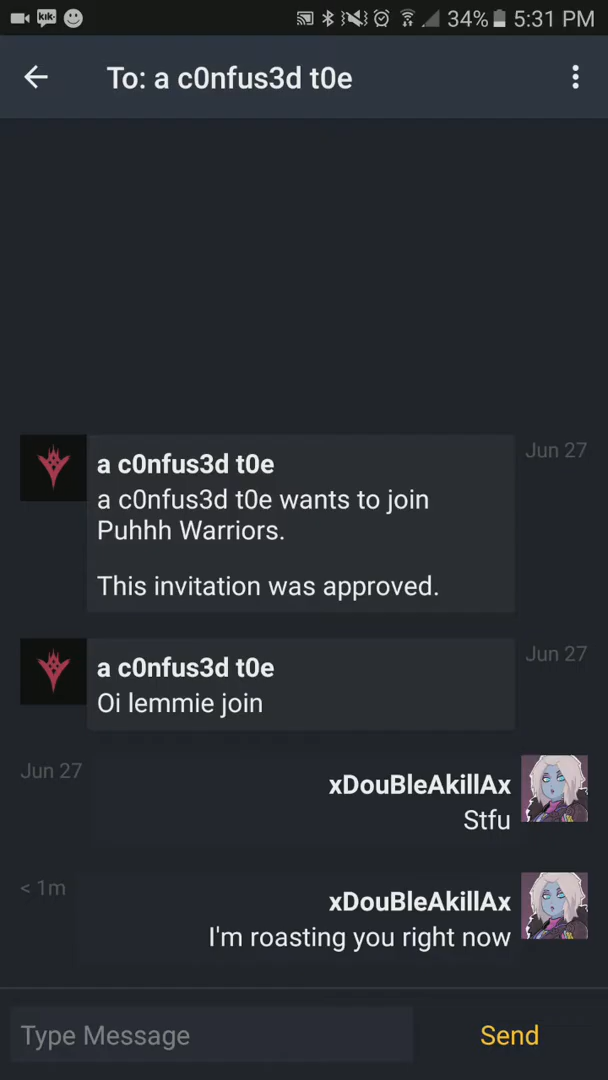 kik. 34% 5:31 PM
To: a c0nfus3d t0e
a c0nfus3d t0e Jun 27
a c0nfus3d t0e wants to join
Puhhh Warriors.
This invitation was approved.
a c0nfus3d t0e Jun 27
Oi lemmie join
Jun 27 xDouBleAkillAx
Stfu
< 1m xDouBleAkillAx
I'm roasting you right now
Type Message Send